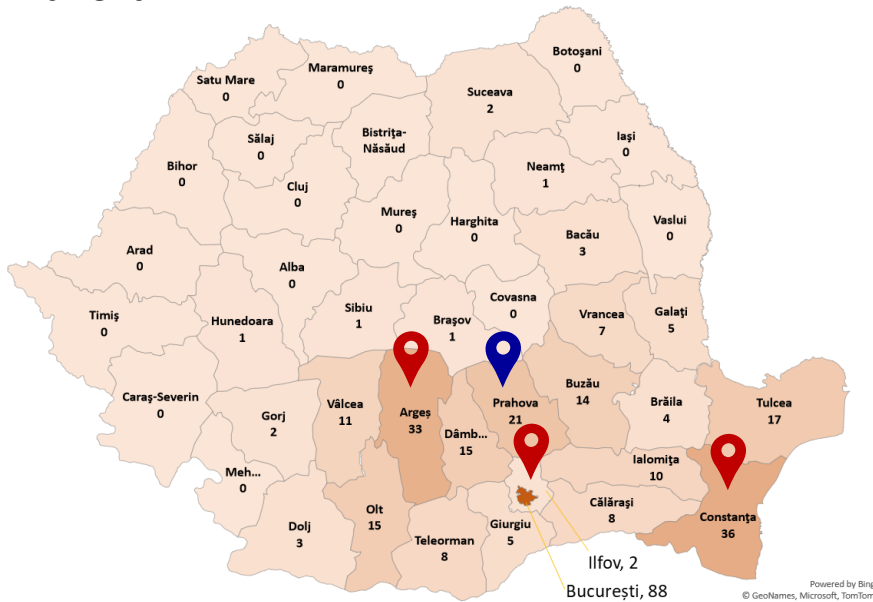 Botoşani
0
Maramureş
0
Satu Mare
0
Suceava
2
Sălaj
0
Bistriţa-
Năsăud
Iaşi
0
Bihor
0
Cluj
0
Neamţ
1
Mureş
0
Harghita
0
Bacău
3
Vaslui
0
Arad
0
Alba
0
Covasna
0
Sibiu
1
Braşov
1
Timiş
0
Hunedoara
1
Vrancea
7
Galaţi
5
Caraş-Severin
0
Gorj
2
Vâlcea
11
Argeș
33
Dâmb...
15
Prahova
21
Buzău
14
Brăila
4
Tulcea
17
Meh...
0
Olt
15
Dolj
3
Teleorman
8
Giurgiu
5
Ialomiţa
10
Călăraşi
8
Constanţa
36
Ilfov, 2
Bucureşti, 88
Powered by Bing
© GeoNames, Microsoft, TomTom